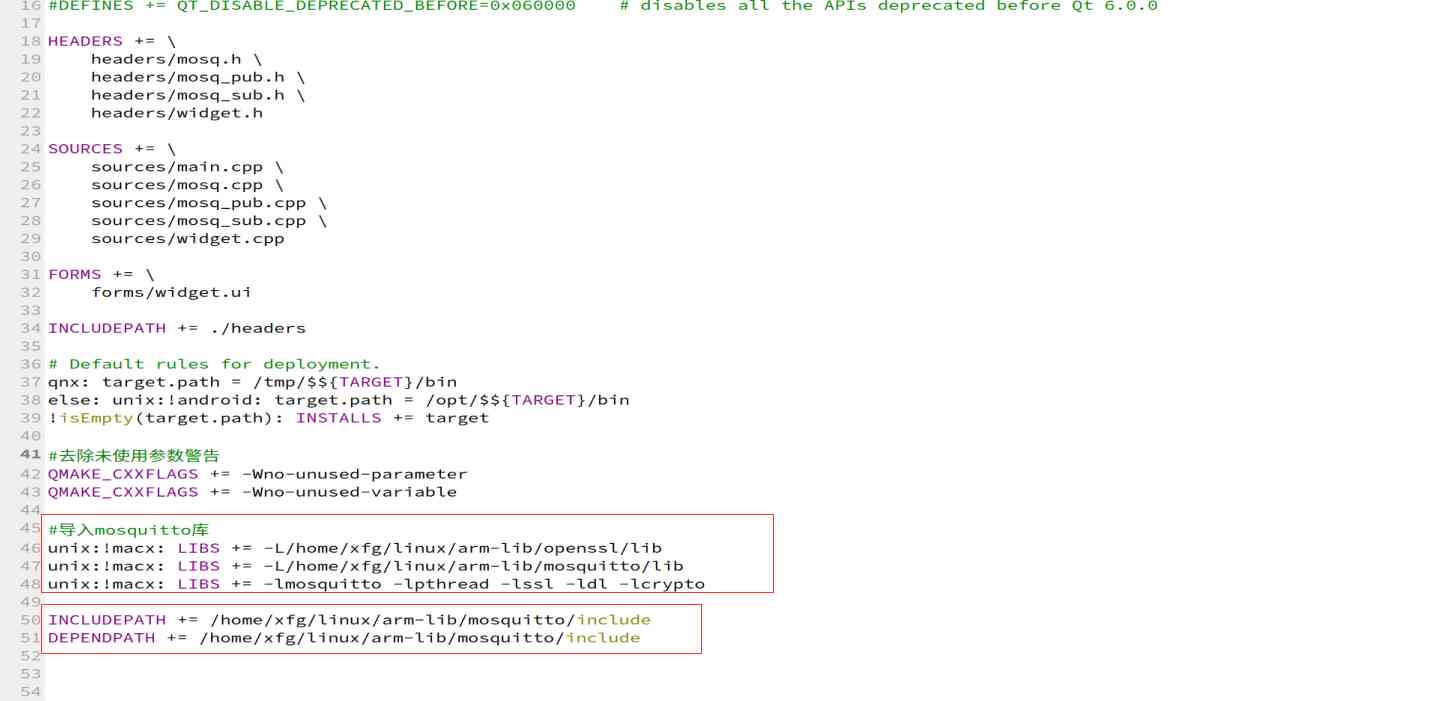 16 #DEFINES += QT_DISABLE_DEPRECATED_BEFORE=0x060000    # disables all the APIs deprecated before Qt 6.0.0
17
18 HEADERS += \
19     headers/mosq.h \
20     headers/mosq_pub.h \
21     headers/mosq_sub.h \
22     headers/widget.h
23
24 SOURCES += \
25     sources/main.cpp \
26     sources/mosq.cpp \
27     sources/mosq_pub.cpp \
28     sources/mosq_sub.cpp \
29     sources/widget.cpp
30
31 FORMS += \
32     forms/widget.ui
33
34 INCLUDEPATH += ./headers
35
36 # Default rules for deployment.
37 qnx: target.path = /tmp/$${TARGET}/bin
38 else: unix:!android: target.path = /opt/$${TARGET}/bin
39 !isEmpty(target.path): INSTALLS += target
40
41 #去除未使用参数警告
42 QMAKE_CXXFLAGS += -Wno-unused-parameter
43 QMAKE_CXXFLAGS += -Wno-unused-variable
44
45 #导入mosquitto库
46 unix:!macx: LIBS += -L/home/xfg/linux/arm-lib/openssl/lib
47 unix:!macx: LIBS += -L/home/xfg/linux/arm-lib/mosquitto/lib
48 unix:!macx: LIBS += -lmosquitto -lpthread -lssl -ldl -lcrypto
49
50 INCLUDEPATH += /home/xfg/linux/arm-lib/mosquitto/include
51 DEPENDPATH += /home/xfg/linux/arm-lib/mosquitto/include
52
53
54